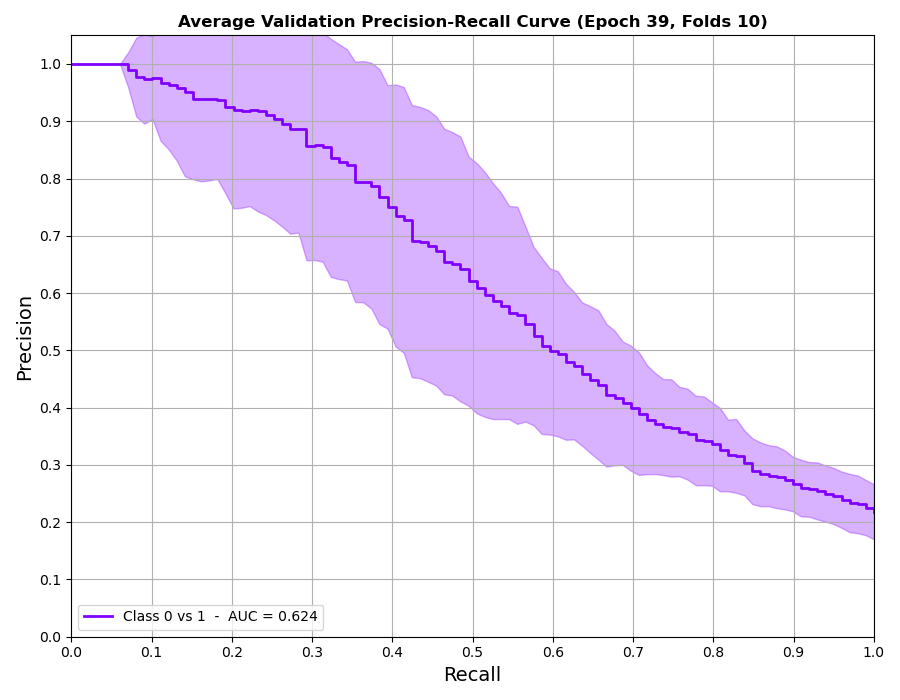 Average Validation Precision-Recall Curve (Epoch 39, Folds 10)
Precision
1.0
0.9
0.8
0.7
0.6
0.5
0.4
0.3
0.2
0.1
0.0
Class 0 vs 1 - AUC = 0.624
0.0 0.1 0.2 0.3 0.4 0.5 0.6 0.7 0.8 0.9 1.0
Recall